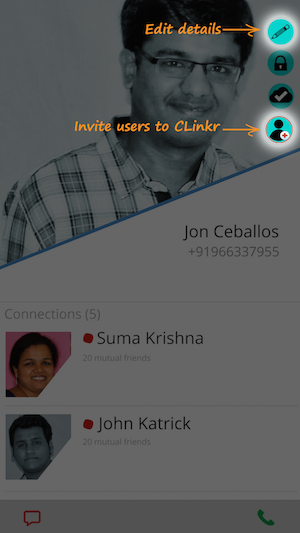 Edit details
Invite users to CLinkr
Jon Ceballos
+91966337955
Connections (5)
Suma Krishna
20 mutual friends
John Katrick
20 mutual friends